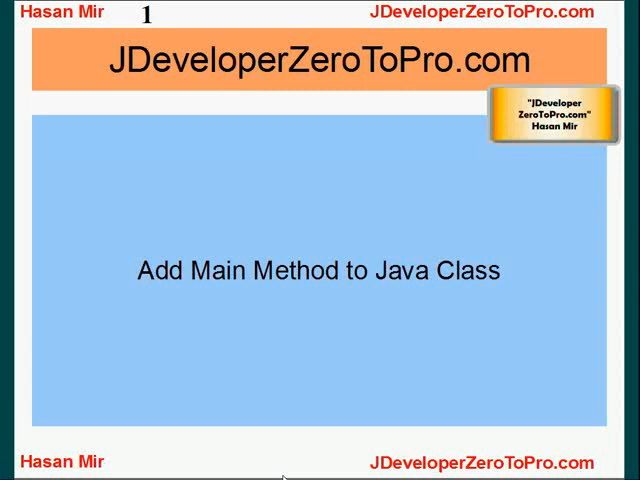 Hasan Mir 1 JDeveloperZeroToPro.com
JDeveloperZeroToPro.com
"JDeveloper
ZeroToPro.com"
Hasan Mir
Add Main Method to Java Class
Hasan Mir JDeveloperZeroToPro.com